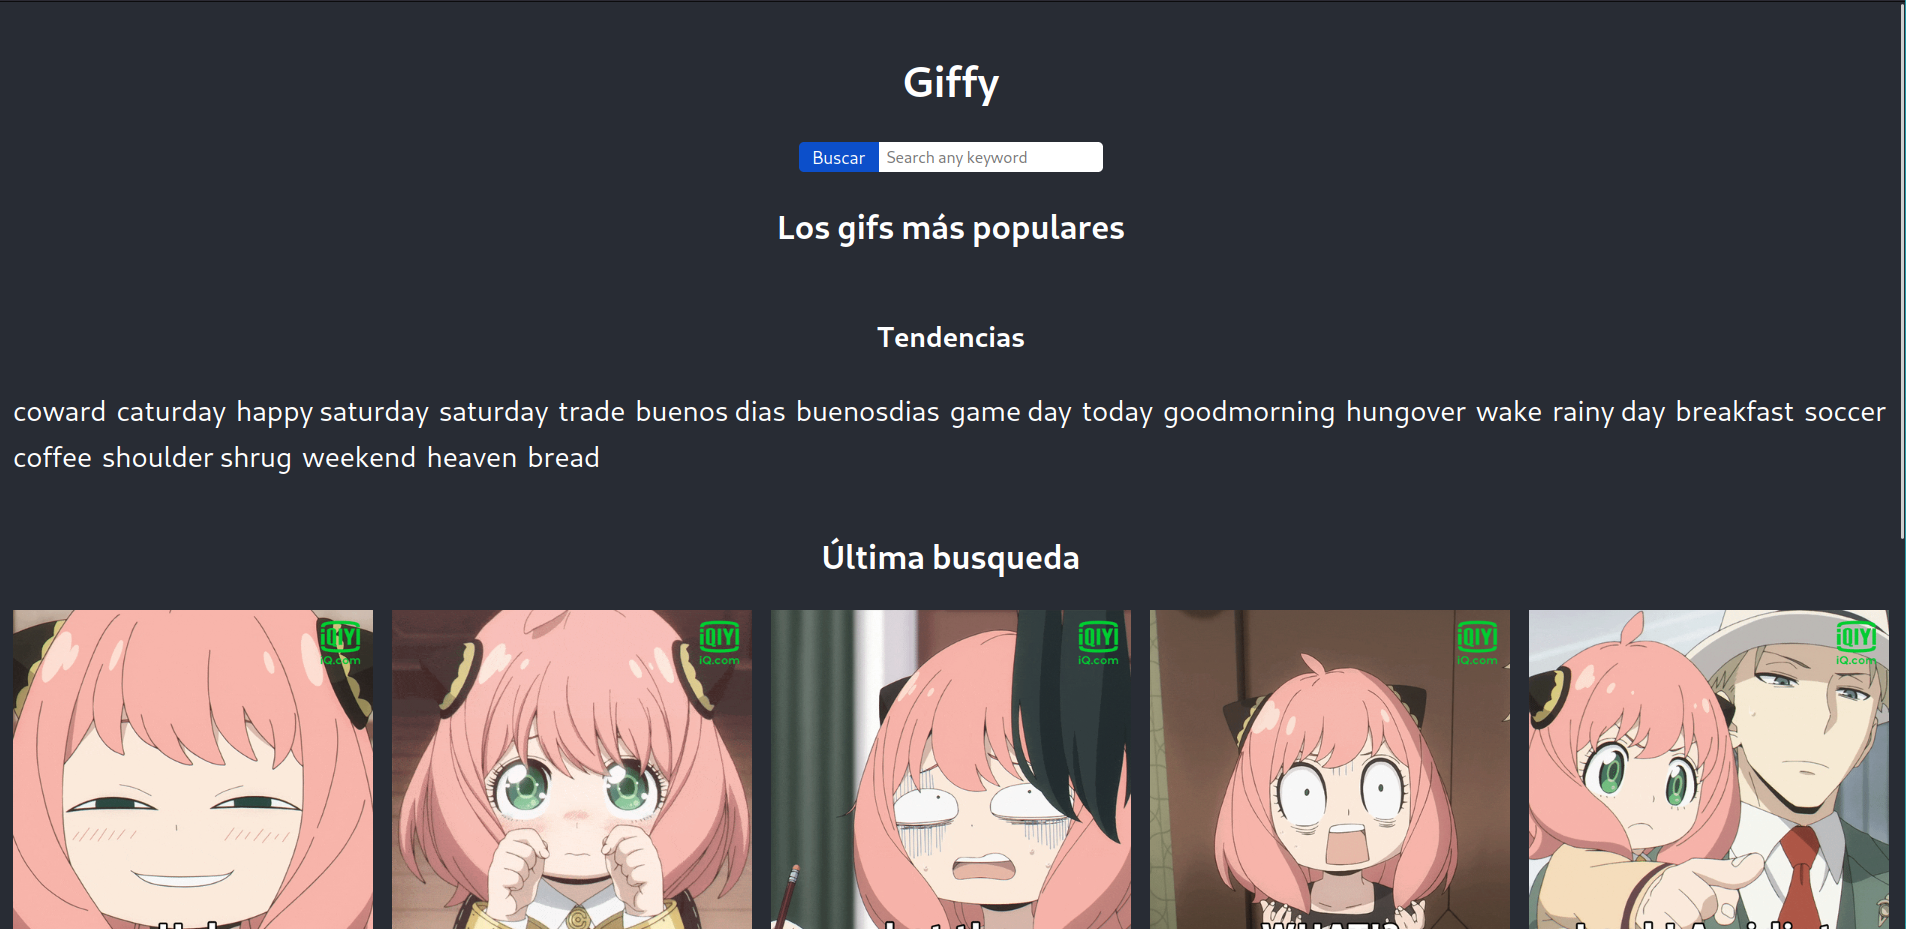 Giffy
Buscar Search any keyword
Los gifs más populares
Tendencias
coward caturday happy saturday saturday trade buenos dias buenosdias game day today goodmorning hungover wake rainy day breakfast soccer
coffee shoulder shrug weekend heaven bread
Última busqueda
iQIYI iQIYI iQIYI iQIYI iQIYI
iQ.com iQ.com iQ.com iQ.com iQ.com
WHAT!?